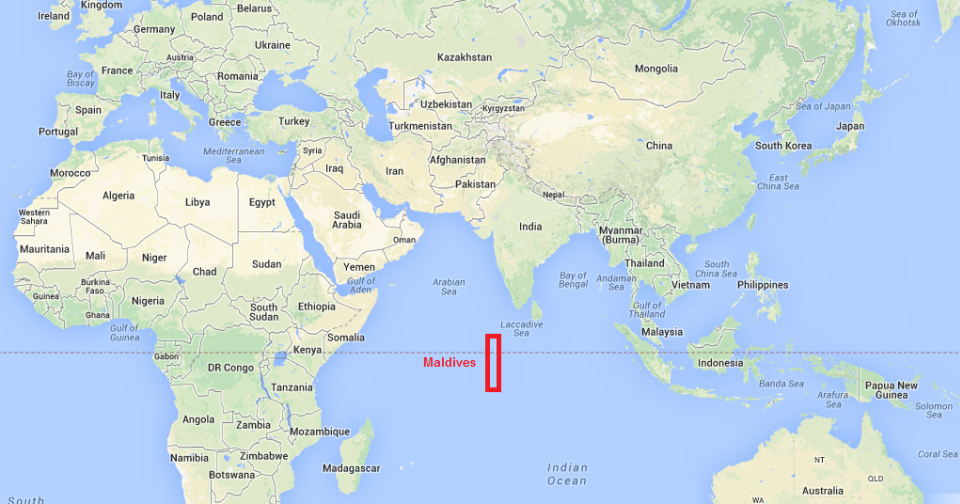 Kingdom
Ireland
Belarus
Poland
Germany
Ukraine
Austria
France
Bay of
Biscay
Romania
Italy
Spain
Portugal
Greece
Turkey
Kazakhstan
Mongolia
Sea of
Okhotsk
Uzbekistan
Kyrgyzstan
Turkmenistan
Sea of Japan
Japan
South Korea
China
East
China Sea
Tunisia
Mediterranean
Sea
Syria
Iraq
Iran
Afghanistan
Pakistan
Nepal
India
Morocco
Algeria
Libya
Egypt
Saudi
Arabia
Western
Sahara
Oman
Myanmar
(Burma)
Mauritania
Mali
Niger
Chad
Sudan
Yemen
Gulf of
Aden
Arabian
Sea
Bay of
Bengal
Andaman
Sea
Thailand
Vietnam
South
China Sea
Philippines
Gulf of
Thailand
Guinea
Burkina
Faso
Ghana
Nigeria
South
Sudan
Ethiopia
Somalia
Laccadive
Sea
Malaysia
Gulf of
Guinea
Gabon
DR Congo
Kenya
Maldives
Indonesia
Tanzania
Banda Sea
Arafura
Sea
Papua New
Guinea
Solomon
Sea
Angola
Zambia
Mozambique
Namibia
Zimbabwe
Botswana
Madagascar
Indian
Ocean
Coral Sea
NT
QLD
WA
Australia
South